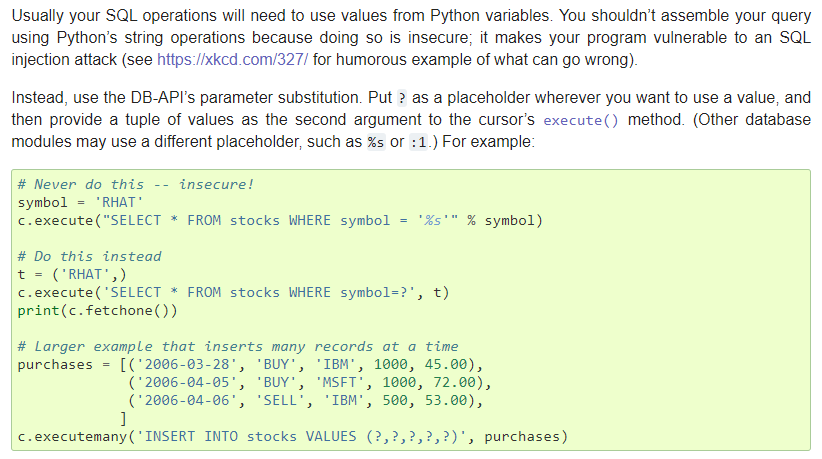 Usually your SQL operations will need to use values from Python variables. You shouldn’t assemble your query
using Python’s string operations because doing so is insecure; it makes your program vulnerable to an SQL
injection attack (see https://xkcd.com/327/ for humorous example of what can go wrong).
Instead, use the DB-API’s parameter substitution. Put ? as a placeholder wherever you want to use a value, and
then provide a tuple of values as the second argument to the cursor’s execute() method. (Other database
modules may use a different placeholder, such as %s or :1.) For example:
# Never do this -- insecure!
symbol = 'RHAT'
c.execute("SELECT * FROM stocks WHERE symbol = '%s'" % symbol)
# Do this instead
t = ('RHAT',)
c.execute('SELECT * FROM stocks WHERE symbol=?', t)
print(c.fetchone())
# Larger example that inserts many records at a time
purchases = [('2006-03-28', 'BUY', 'IBM', 1000, 45.00),
             ('2006-04-05', 'BUY', 'MSFT', 1000, 72.00),
             ('2006-04-06', 'SELL', 'IBM', 500, 53.00),
            ]
c.executemany('INSERT INTO stocks VALUES (?,?,?,?,?)', purchases)